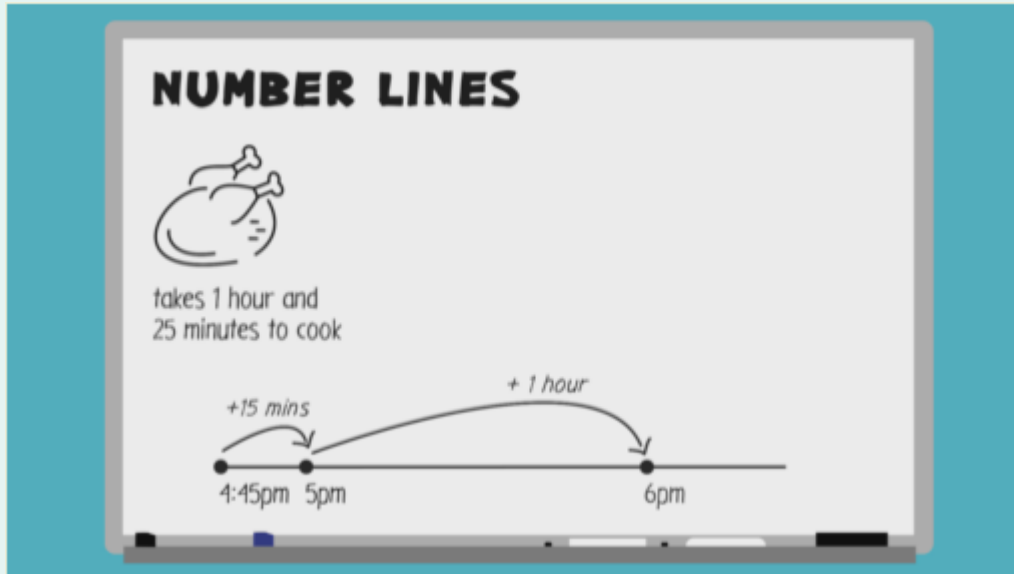 NUMBER LINES
takes 1 hour and
25 minutes to cook
+ 1 hour
+15 mins
4:45pm 5pm 6pm